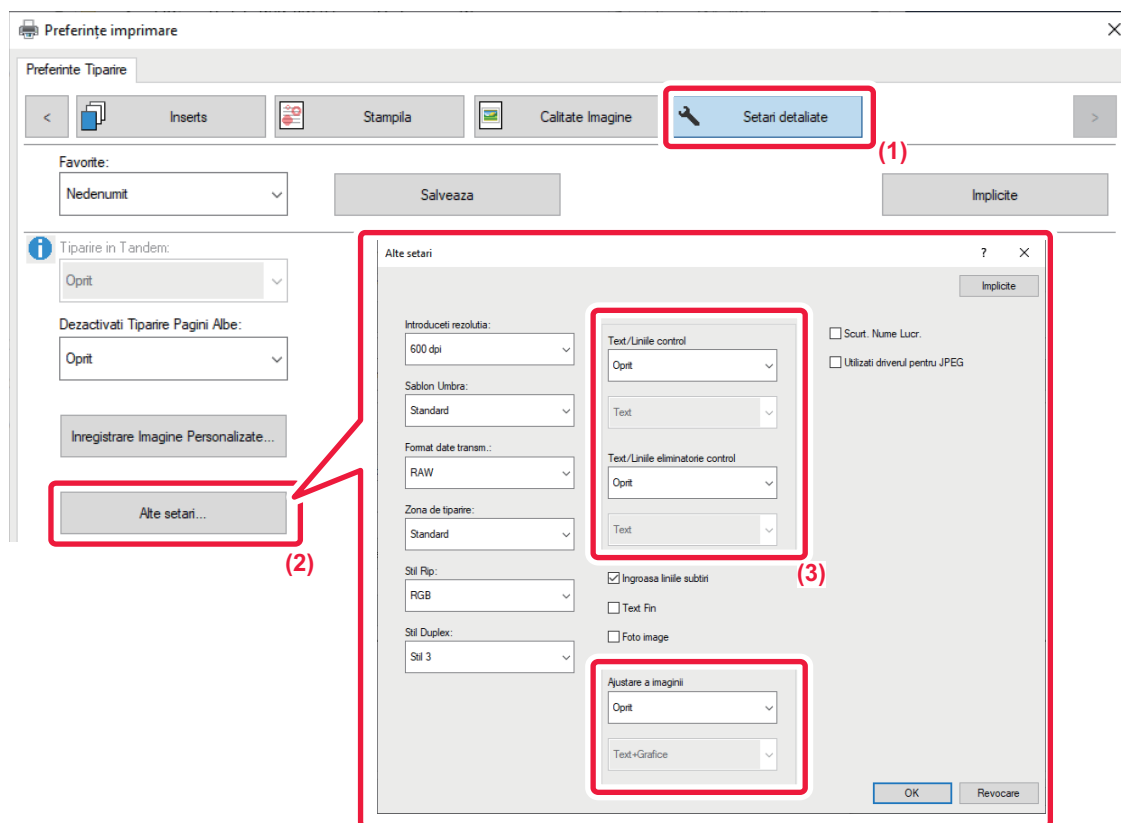 Preferințe imprimare
Preferinte Tiparire
<
Inserts
Stampila
Calitate Imagine
Setari detaliate
>
(1)
Favorite:
Nedenumit
Salveaza
Implicite
Tiparire in Tandem:
Oprit
Dezactivati Tiparire Pagini Albe:
Oprit
Inregistrare Imagine Personalizate...
Alte setari...
(2)
Alte setari
?
Implicite
Introduceti rezolutia:
600 dpi
Sablon Umbra:
Standard
Format date transm.:
RAW
Zona de tiparire:
Standard
Stil Rip:
RGB
Stil Duplex:
Stil 3
Text/Liniile control
Oprit
Text
Text/Liniile eliminatorie control
Oprit
Text
(3)
Ingroasa liniile subtiri
Text Fin
Foto image
Ajustare a imaginii
Oprit
Text+Grafice
Scurt. Nume Lucr.
Utilizati driverul pentru JPEG
OK
Revocare